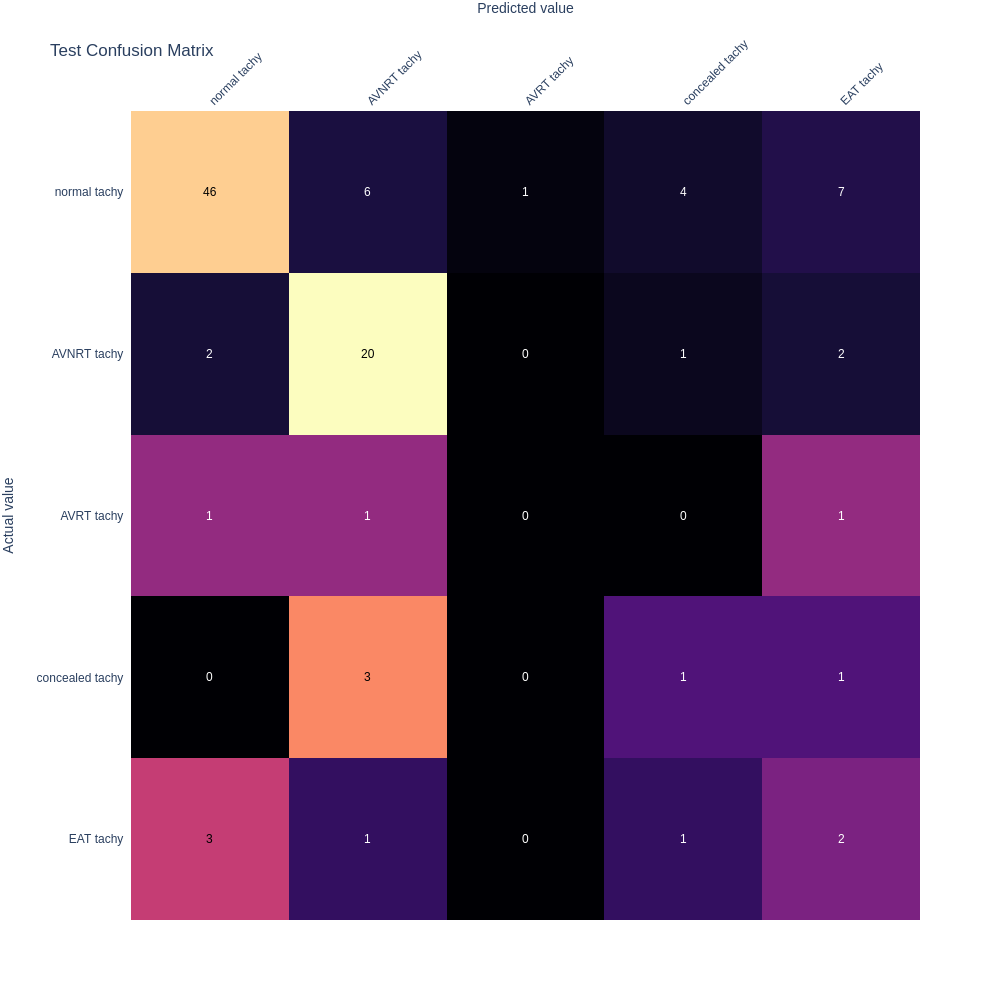 Predicted value
Test Confusion Matrix
normal tachy
AVNRT tachy
AVRT tachy
concealed tachy
EAT tachy
Actual value
normal tachy 46 6 1 4 7
AVNRT tachy 2 20 0 1 2
AVRT tachy 1 1 0 0 1
concealed tachy 0 3 0 1 1
EAT tachy 3 1 0 1 2